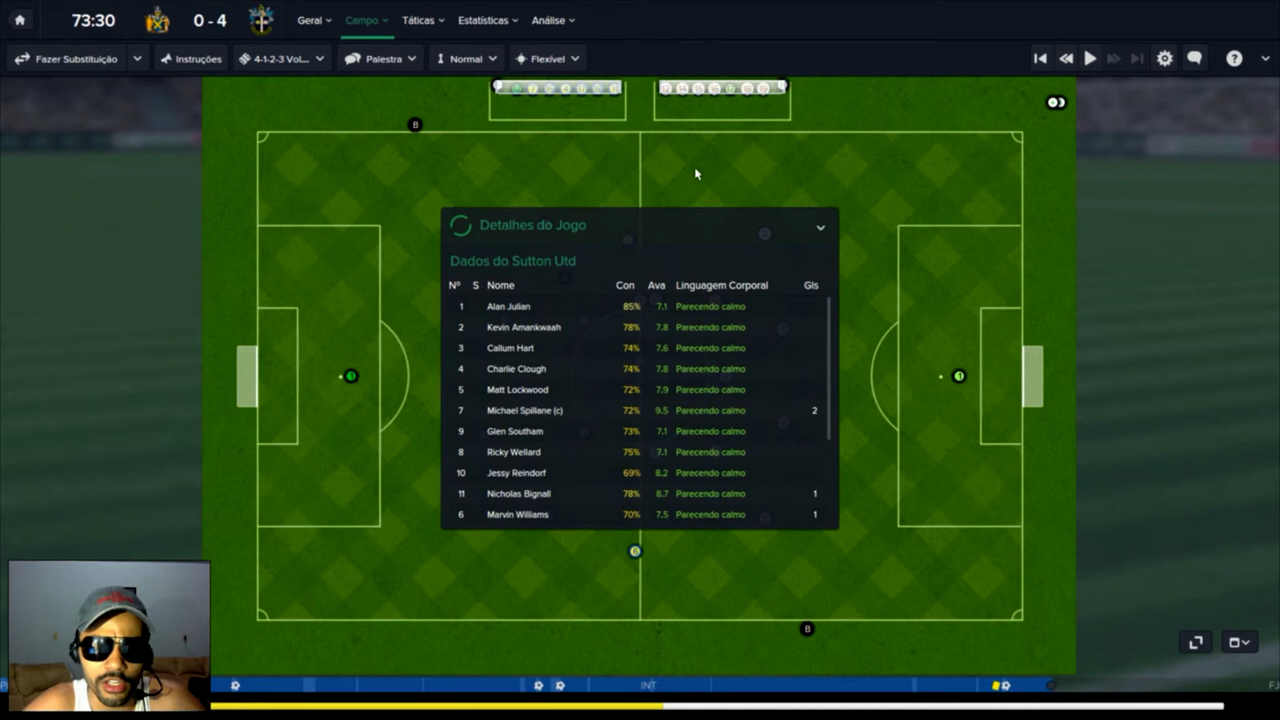 73:30 0 - 4 Geral Campo Táticas Estatísticas Análise
Fazer Substituição Instruções 4-1-2-3 Vol... Palestra Normal Flexível ?
B
Detalhes do Jogo
Dados do Sutton Utd
Nº S Nome Con Ava Linguagem Corporal Gls
1 Alan Julian 85% 7.1 Parecendo calmo
2 Kevin Amankwaah 78% 7.8 Parecendo calmo
3 Callum Hart 74% 7.6 Parecendo calmo
4 Charlie Clough 74% 7.8 Parecendo calmo
5 Matt Lockwood 72% 7.9 Parecendo calmo
7 Michael Spillane (c) 72% 9.5 Parecendo calmo 2
9 Glen Southam 73% 7.1 Parecendo calmo
8 Ricky Wellard 75% 7.1 Parecendo calmo
10 Jessy Reindorf 69% 8.2 Parecendo calmo
11 Nicholas Bignall 78% 8.7 Parecendo calmo 1
6 Marvin Williams 70% 7.5 Parecendo calmo 1
1 1
6
B
INT